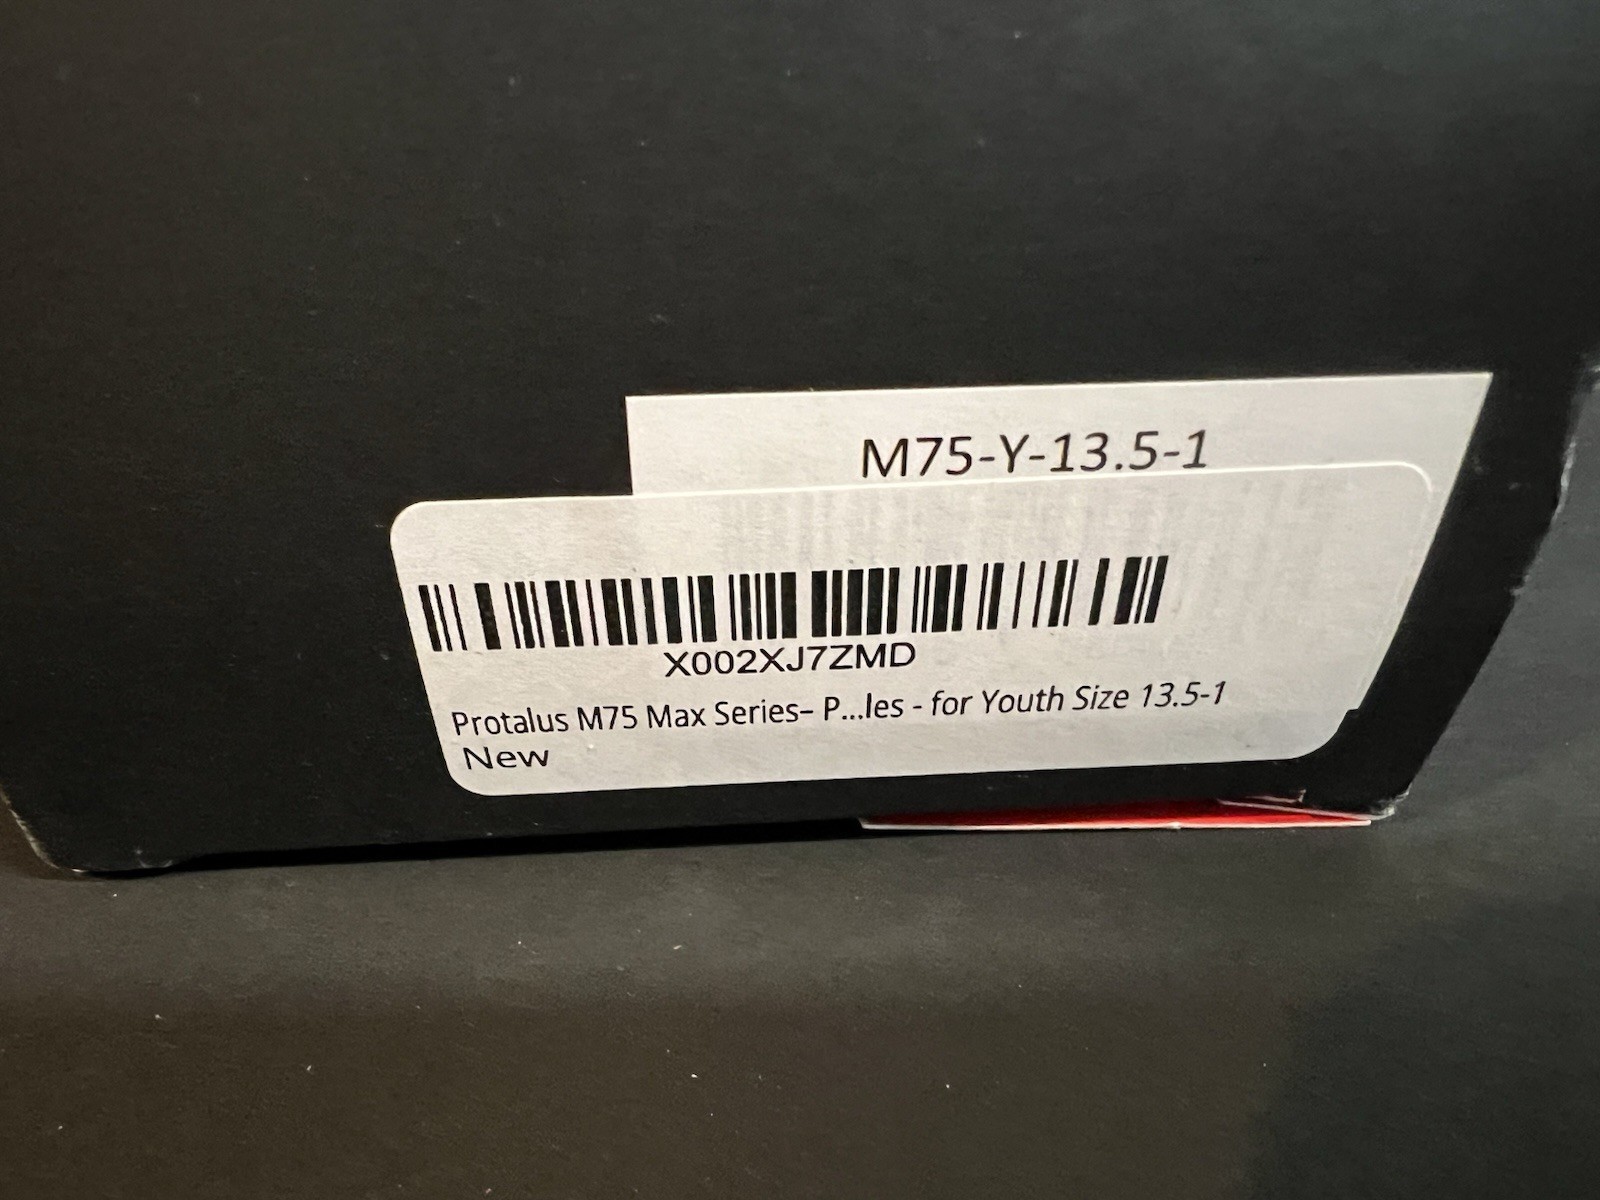 M75-Y-13.5-1
X002XJ7ZMD
Protalus M75 Max Series– P...les - for Youth Size 13.5-1
New